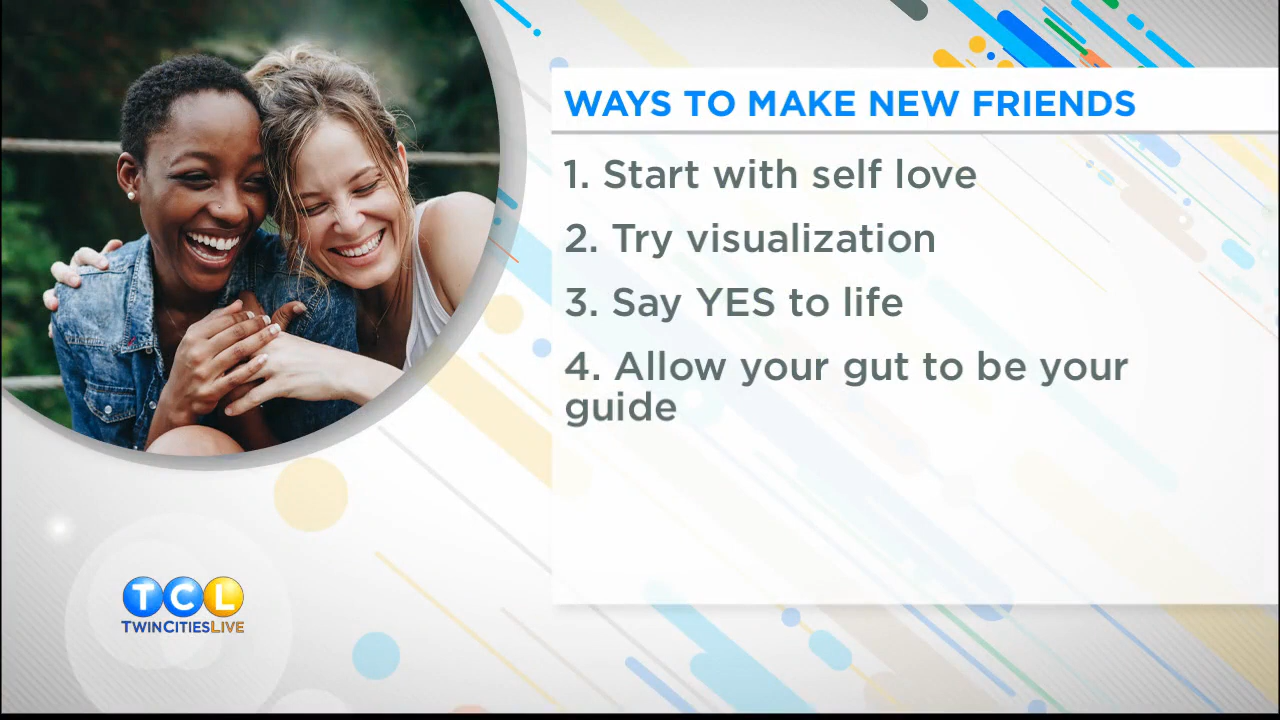 WAYS TO MAKE NEW FRIENDS
1. Start with self love
2. Try visualization
3. Say YES to life
4. Allow your gut to be your
guide
TCL
TWINCITIESLIVE